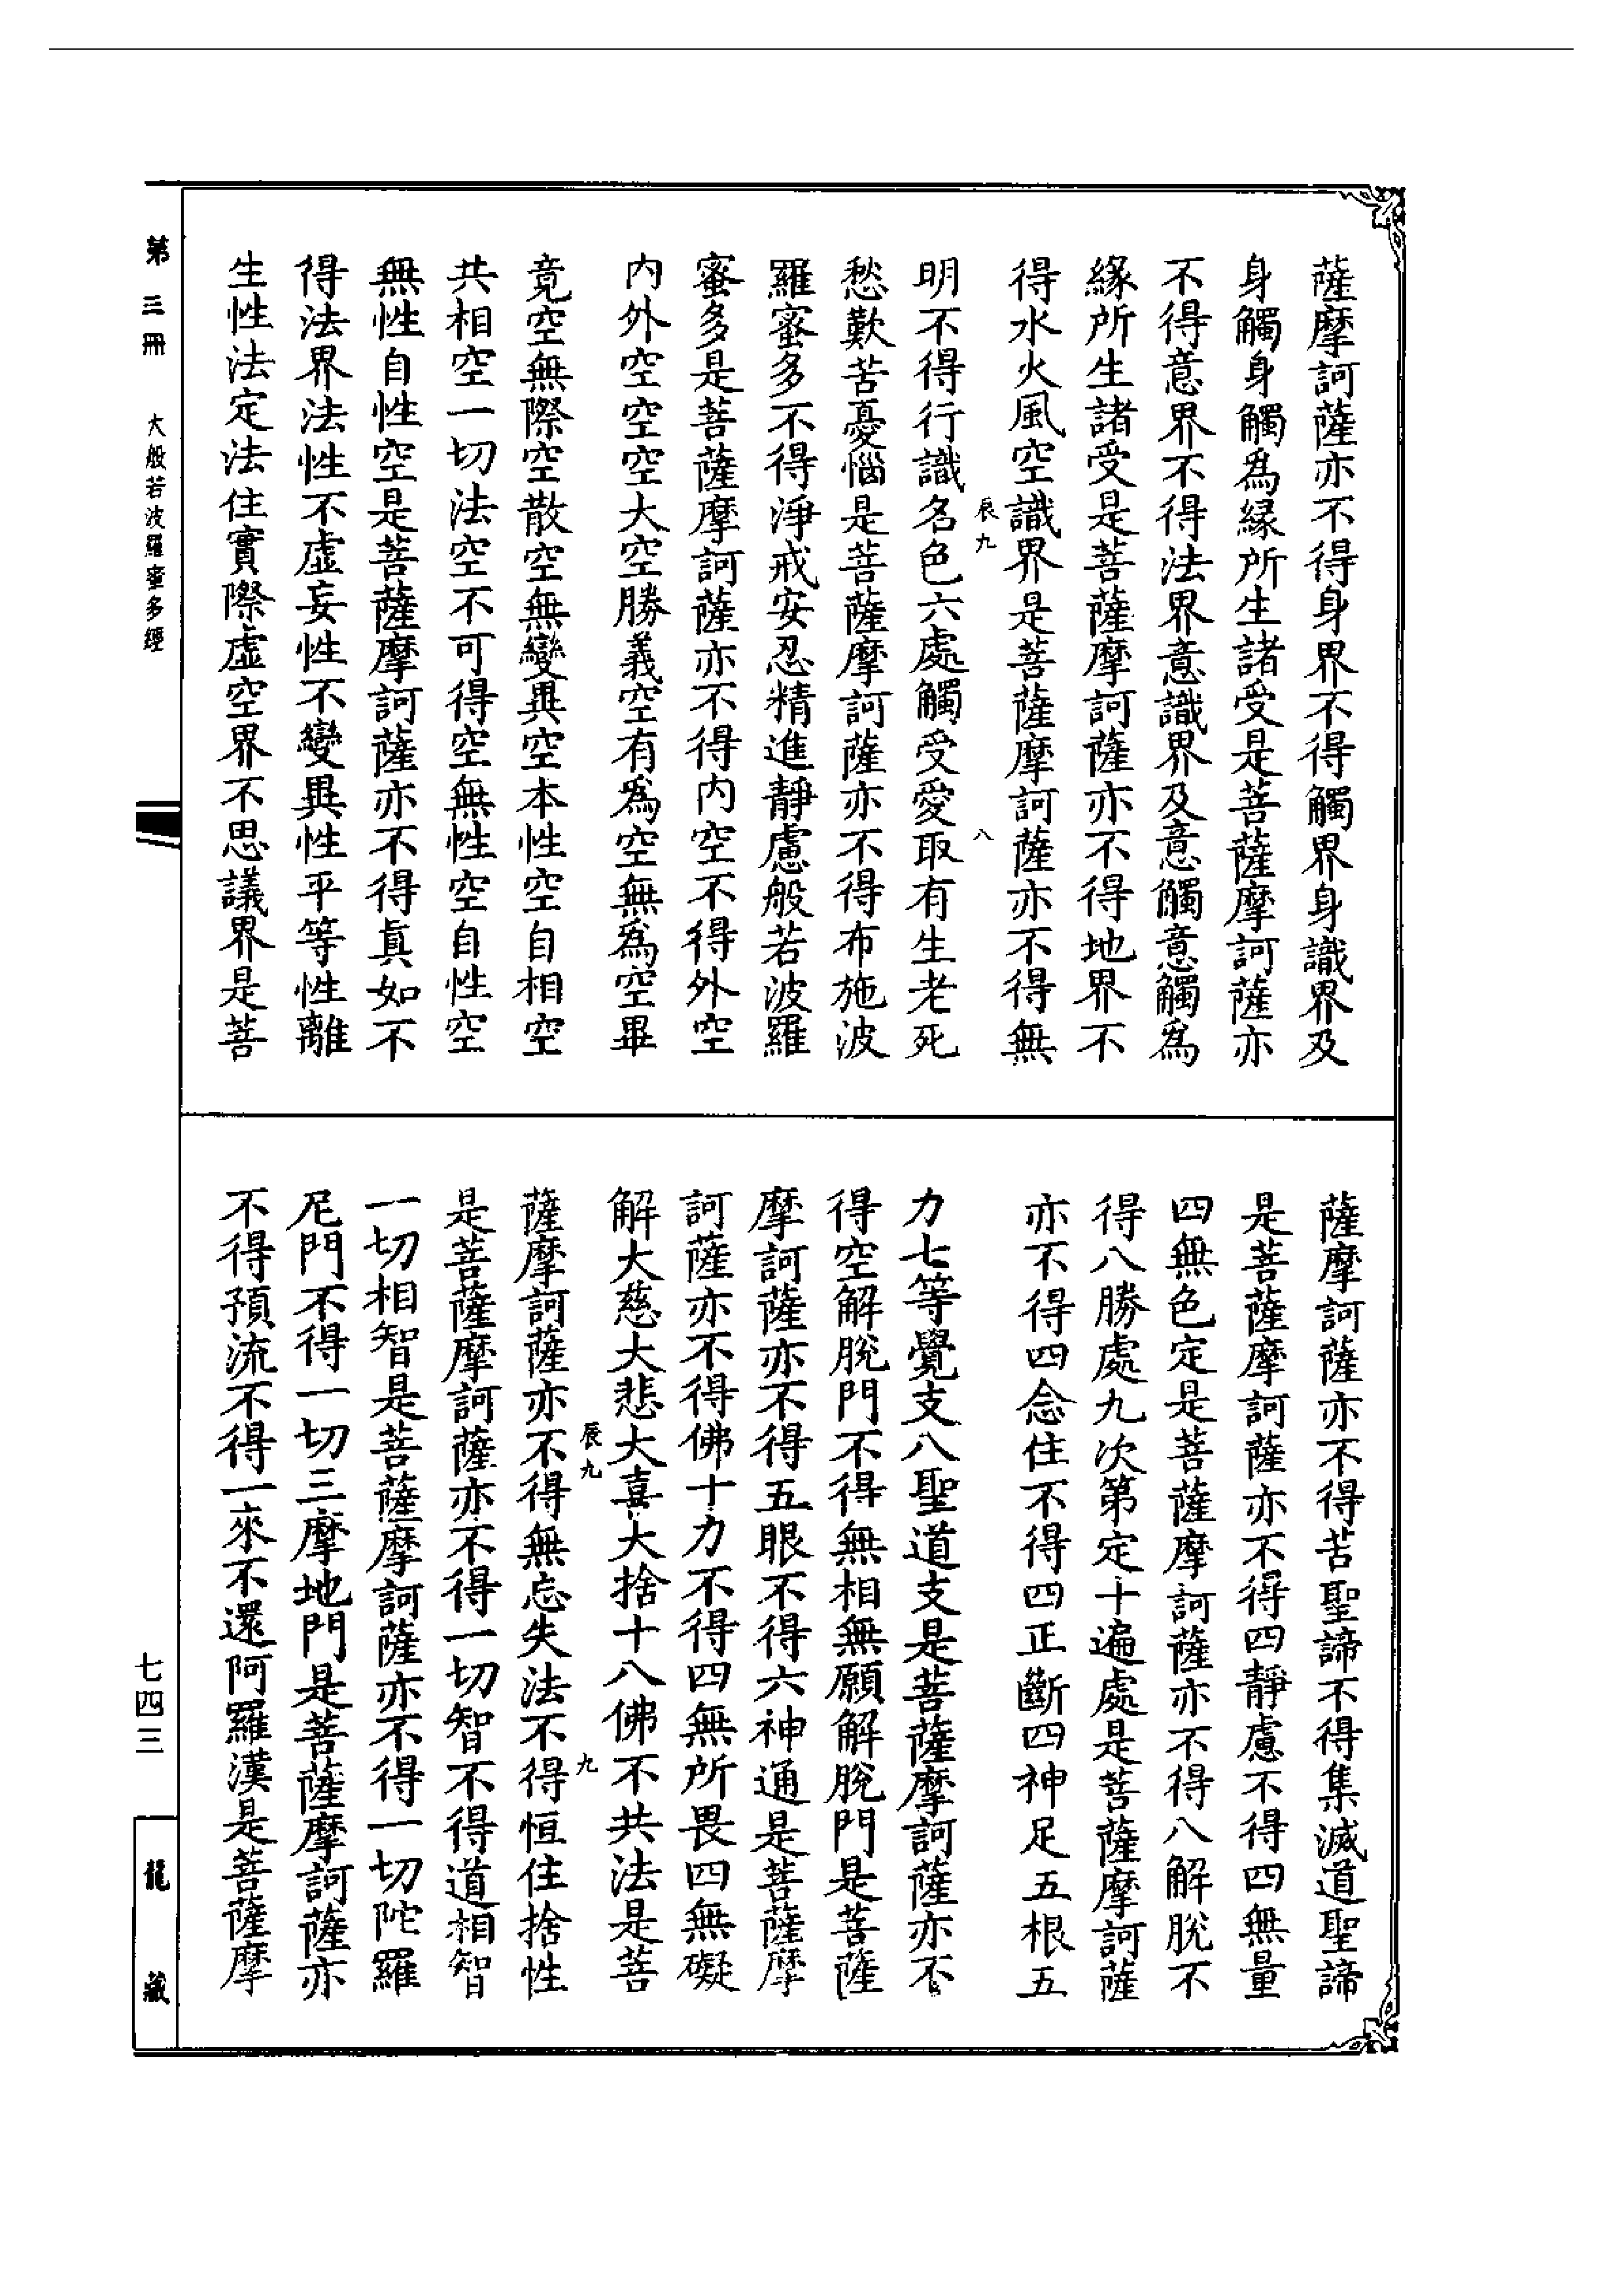 薩摩訶薩亦不得身界不得觸界身識界及
身觸身觸爲緣所生諸受是菩薩摩訶薩亦
不得意界不得法界意識界及意觸意觸爲
緣所生諸受是菩薩摩訶薩亦不得地界不
得水火風空識界是菩薩摩訶薩亦不得無
辰九
八
明不得行識名色六處觸受愛取有生老死
愁歎苦憂惱是菩薩摩訶薩亦不得布施波
羅蜜多不得淨戒安忍精進靜慮般若波羅
蜜多是菩薩摩訶薩亦不得內空不得外空
內外空空空大空勝義空有爲空無爲空畢
竟空無際空散空無變異空本性空自相空
共相空一切法空不可得空無性空自性空
無性自性空是菩薩摩訶薩亦不得眞如不
得法界法性不虛妄性不變異性平等性離
生性法定法住實際虛空界不思議界是菩
薩摩訶薩亦不得苦聖諦不得集滅道聖諦
是菩薩摩訶薩亦不得四靜慮不得四無量
四無色定是菩薩摩訶薩亦不得八解脫不
得八勝處九次第定十遍處是菩薩摩訶薩
亦不得四念住不得四正斷四神足五根五
力七等覺支八聖道支是菩薩摩訶薩亦不
得空解脫門不得無相無願解脫門是菩薩
摩訶薩亦不得五眼不得六神通是菩薩摩
訶薩亦不得佛十力不得四無所畏四無礙
解大慈大悲大喜大捨十八佛不共法是菩
辰九
九
薩摩訶薩亦不得無忘失法不得恒住捨性
是菩薩摩訶薩亦不得一切智不得道相智
一切相智是菩薩摩訶薩亦不得一切陀羅
尼門不得一切三摩地門是菩薩摩訶薩亦
不得預流不得一來不還阿羅漢是菩薩摩
第三冊
大般若波羅蜜多經
七四三
龍藏